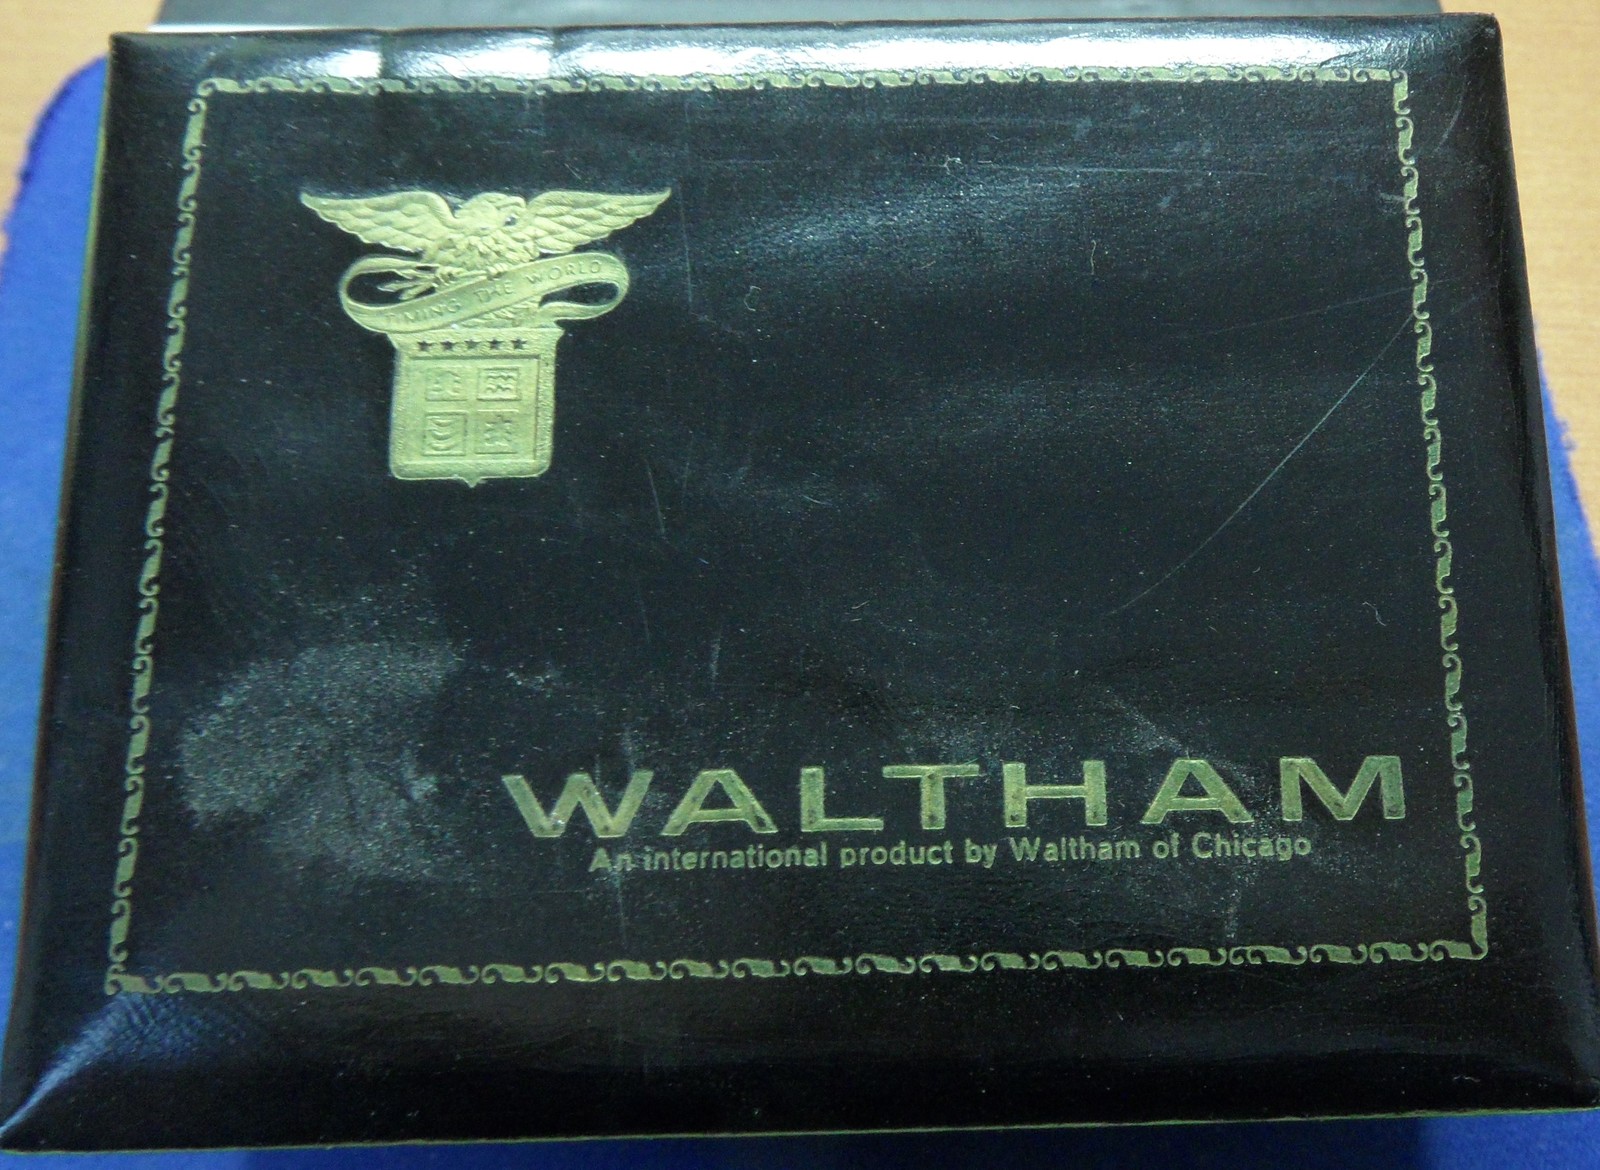 TIMING THE WORLD
WALTHAM
An international product by Waltham of Chicago